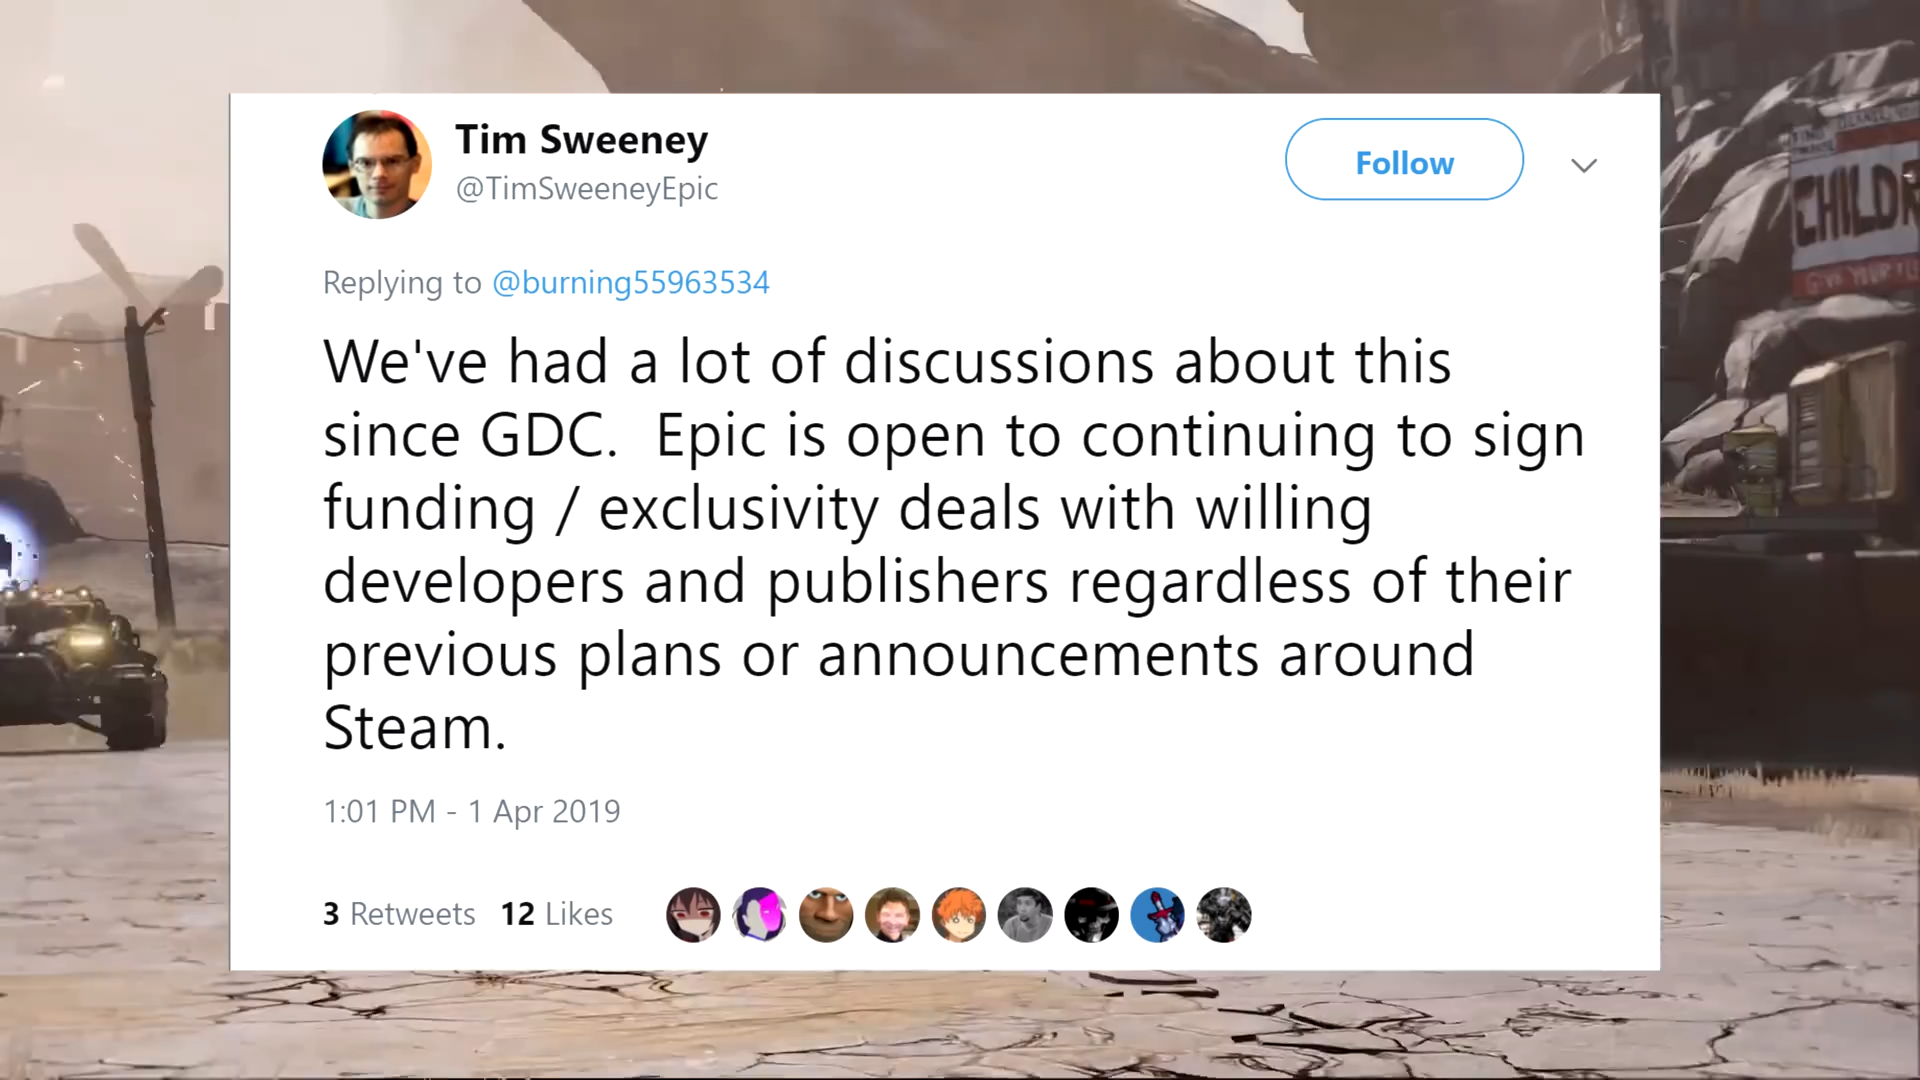 Tim Sweeney
@TimSweeneyEpic
Follow
Replying to @burning55963534
We've had a lot of discussions about this
since GDC.  Epic is open to continuing to sign
funding / exclusivity deals with willing
developers and publishers regardless of their
previous plans or announcements around
Steam.
1:01 PM - 1 Apr 2019
3 Retweets 12 Likes